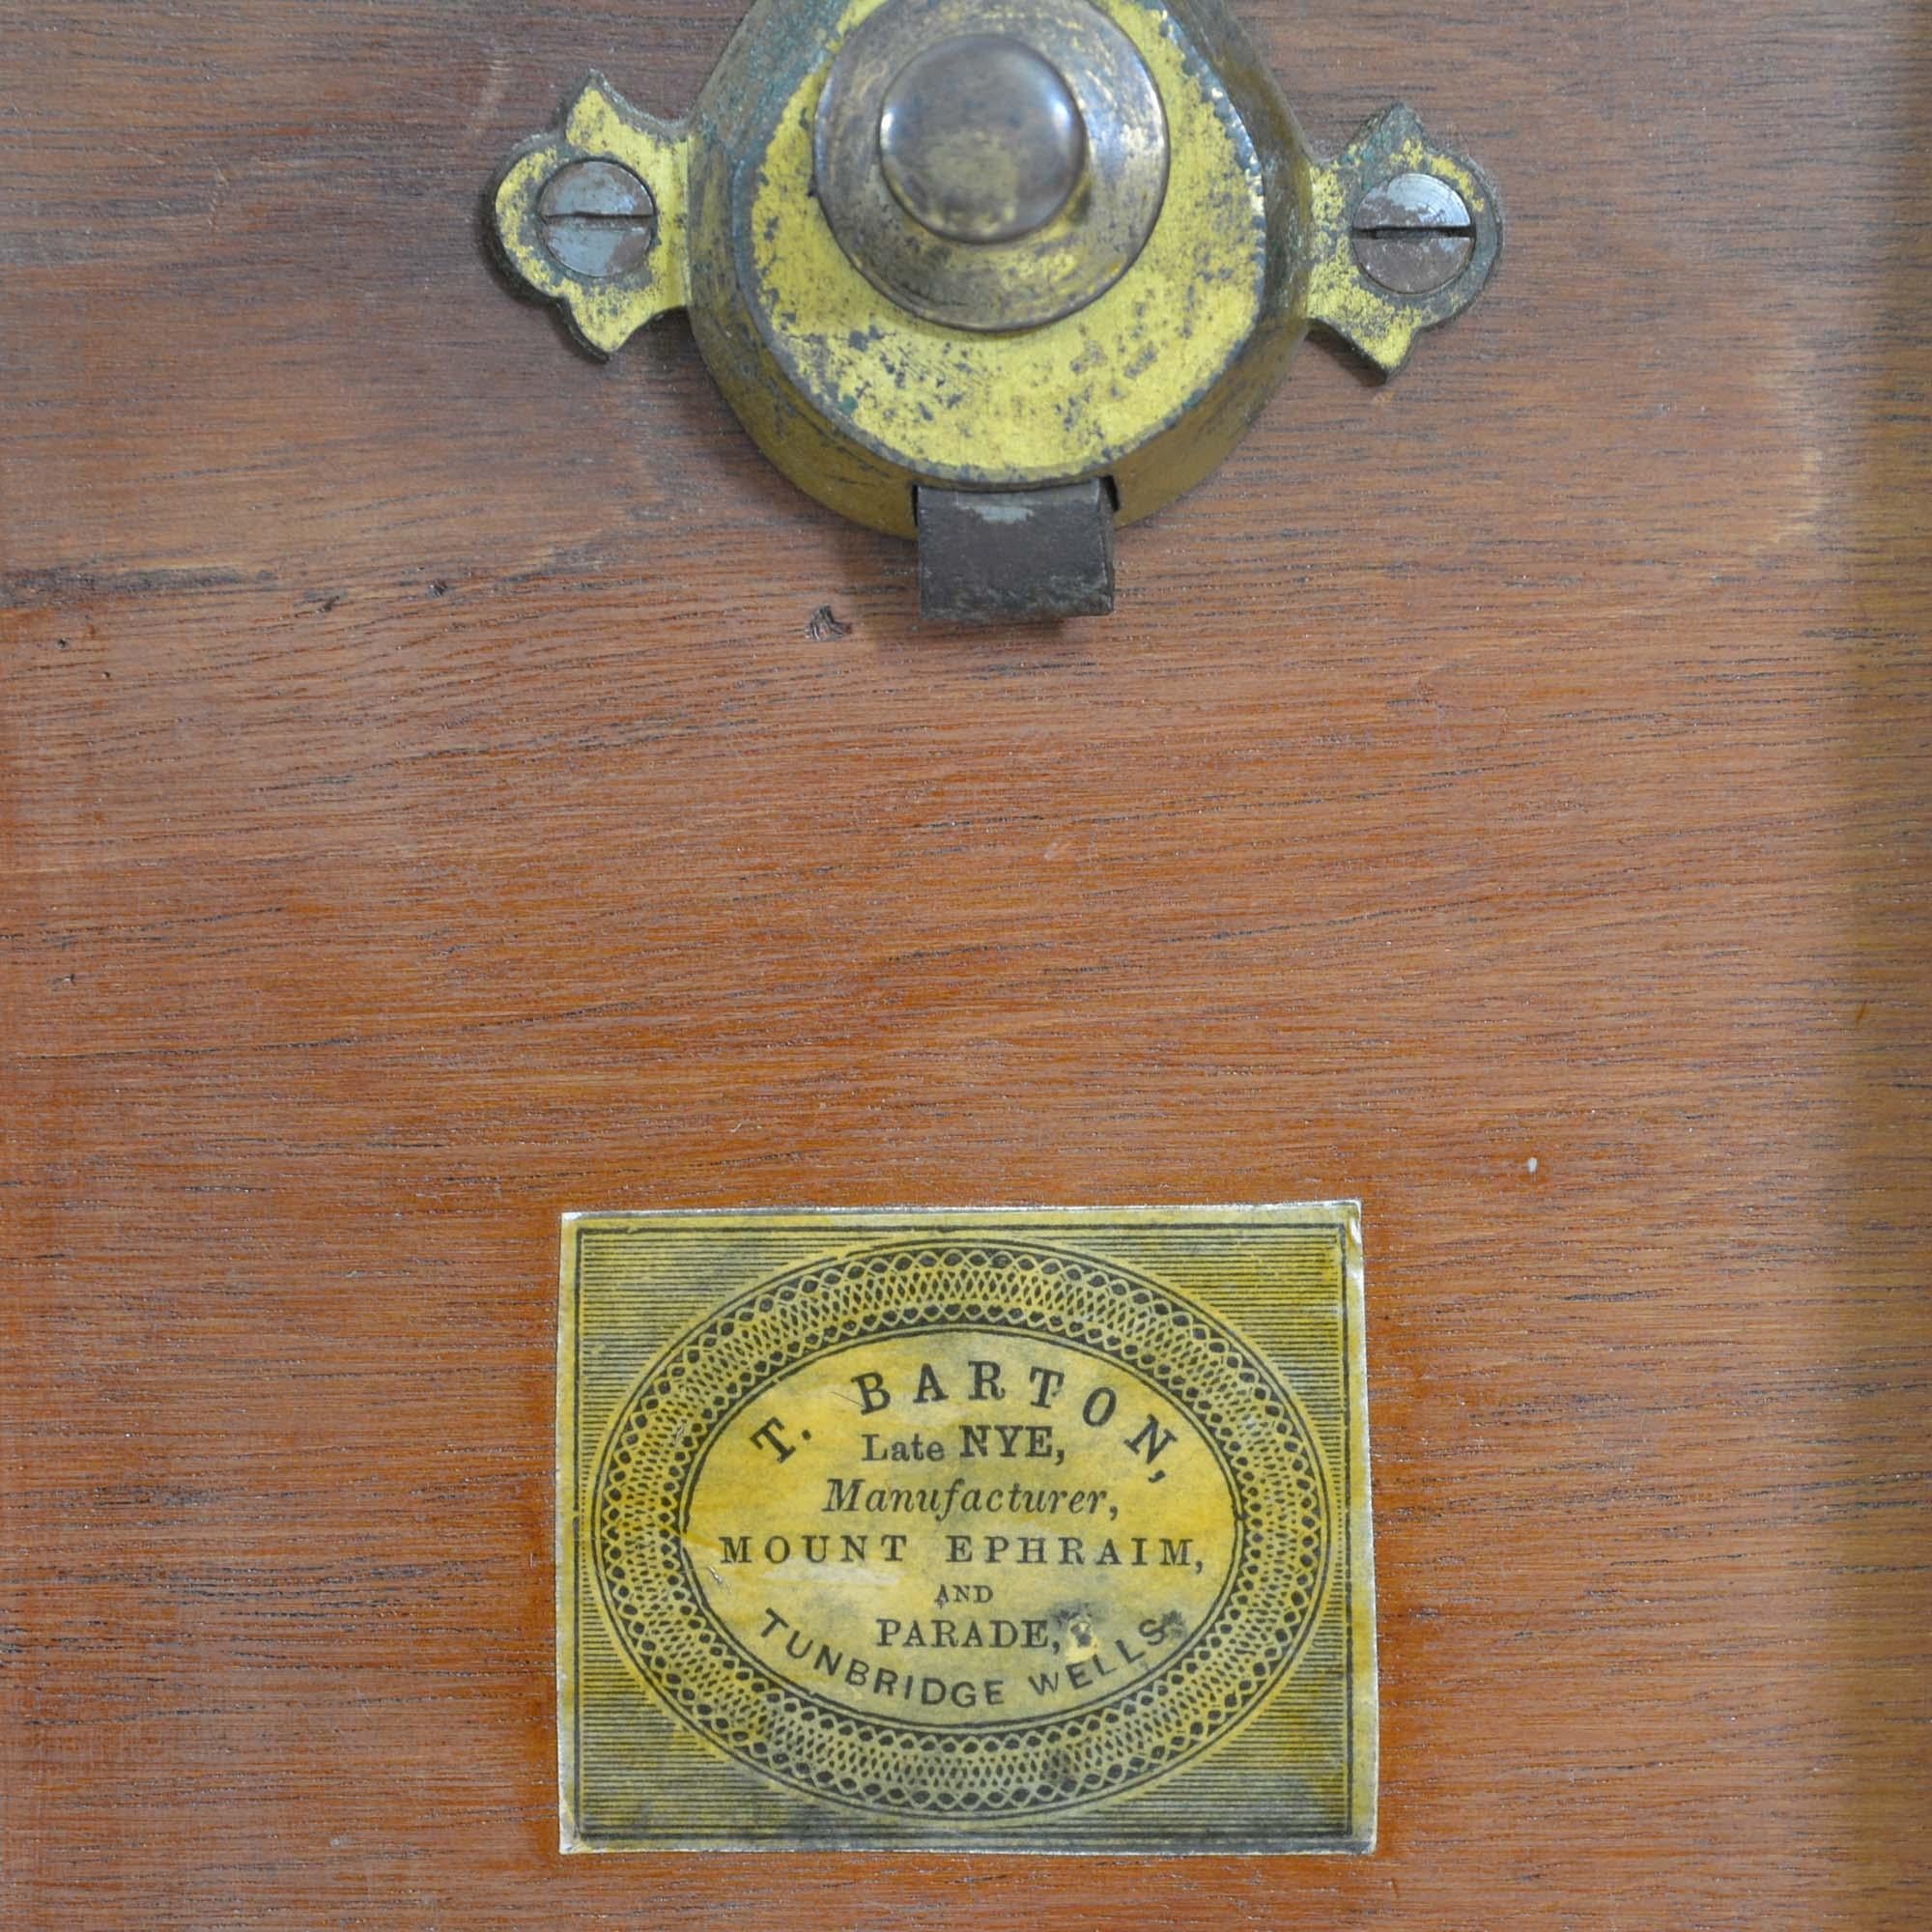 T. BARTON,
Late NYE,
Manufacturer,
MOUNT EPHRAIM,
AND
PARADE,
TUNBRIDGE WELLS